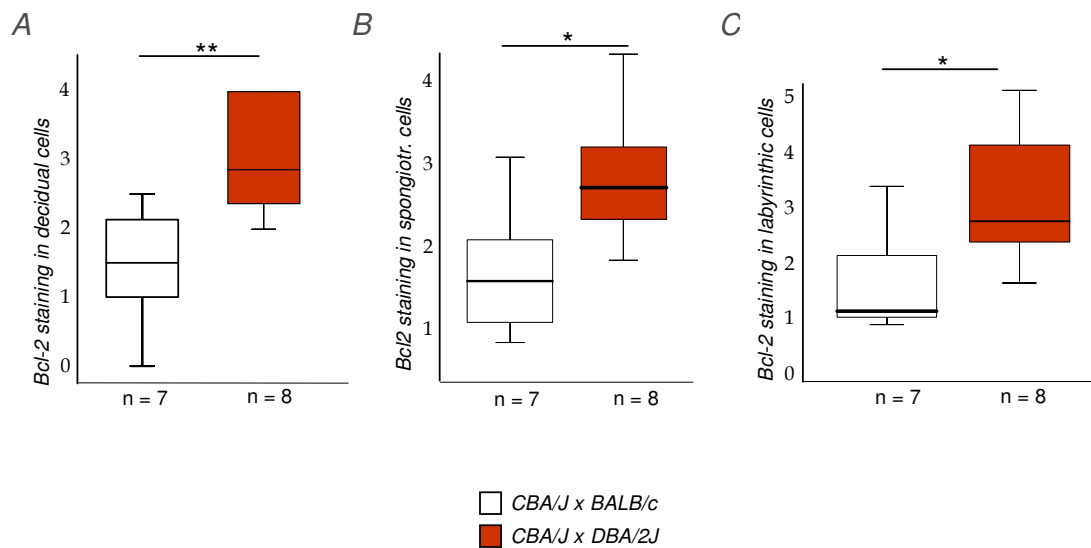 A
Bcl-2 staining in decidual cells
4
3
2
1
0
**
n = 7
n = 8
B
Bcl2 staining in spongiotr. cells
4
3
2
1
*
n = 7
n = 8
C
Bcl-2 staining in labyrinthic cells
5
4
3
2
1
0
*
n = 7
n = 8
CBA/J x BALB/c
CBA/J x DBA/2J